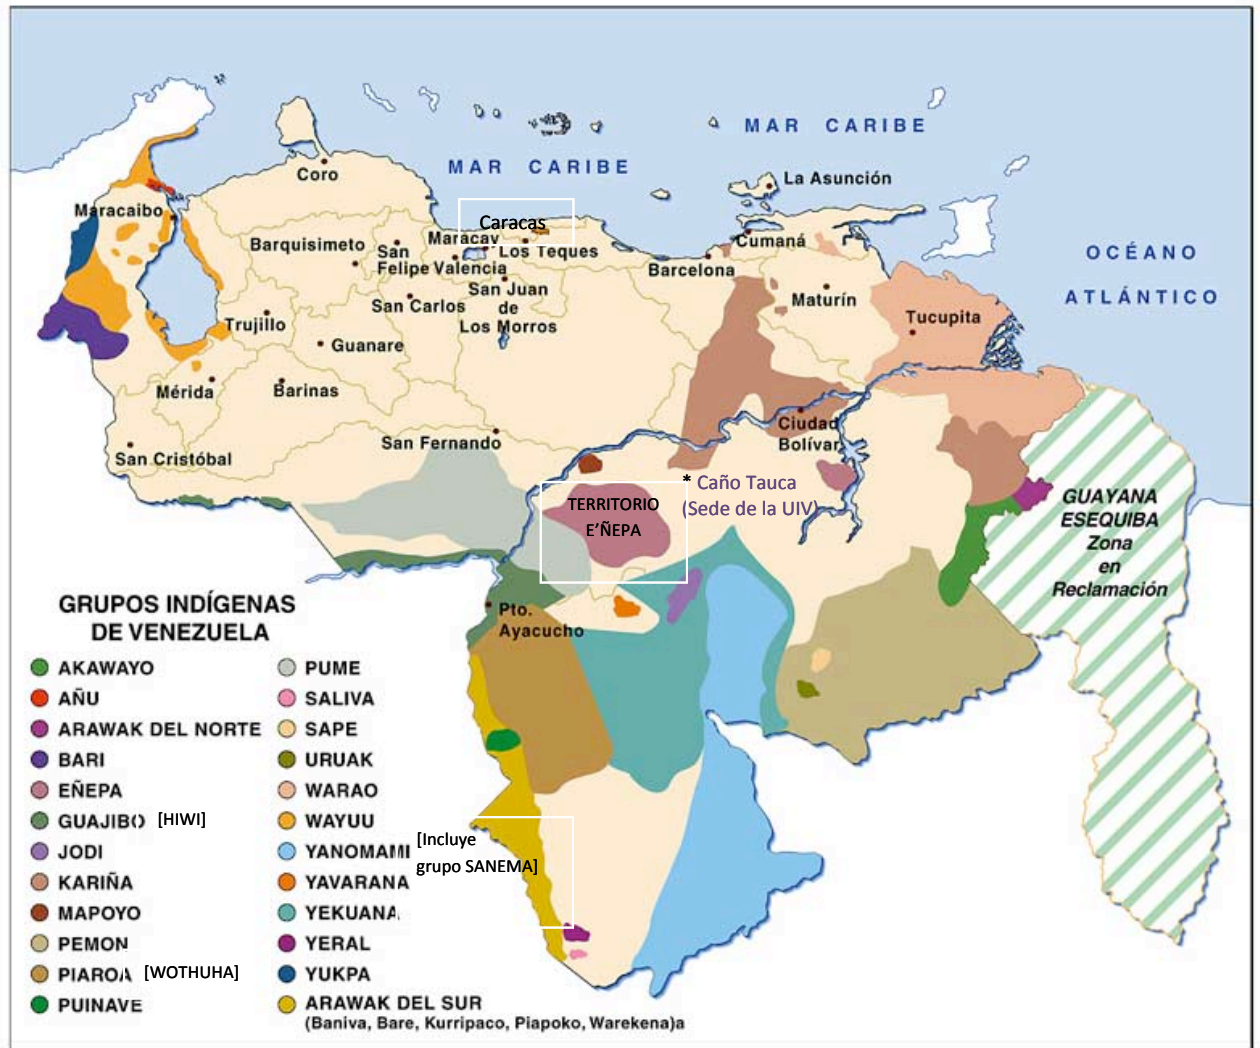 MAR CARIBE
MAR CARIBE
Coro
La Asunción
Maracaibo
Caracas
Maracay
Los Teques
Barquisimeto
San
Felipe
Valencia
Cumaná
Barcelona
OCÉANO
ATLÁNTICO
San Carlos
San Juan
de
Los Morros
Maturín
Tucupita
Trujillo
Guanare
Mérida
Barinas
San Fernando
Ciudad
Bolívar
San Cristóbal
* Caño Tauca
(Sede de la UIV)
TERRITORIO
E'ÑEPA
GUAYANA
ESEQUIBA
Zona
en
Reclamación
Pto.
Ayacucho
GRUPOS INDÍGENAS
DE VENEZUELA
AKAWAYO
AÑU
ARAWAK DEL NORTE
BARI
EÑEPA
GUAJIBO [HIWI]
JODI
KARIÑA
MAPOYO
PEMON
PIAROA [WOTHUHA]
PUINAVE
PUME
SALIVA
SAPE
URUAK
WARAO
WAYUU
YANOMAMI
[Incluye
grupo SANEMA]
YAVARANA
YEKUANA
YERAL
YUKPA
ARAWAK DEL SUR
(Baniva, Bare, Kurripaco, Piapoko, Warekena)a